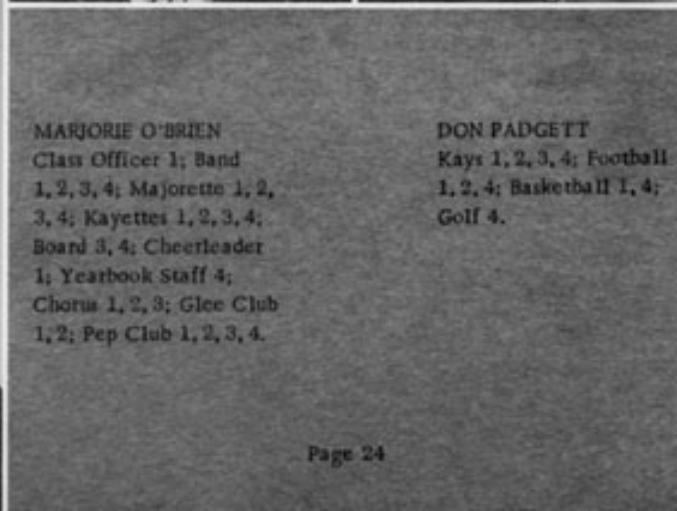 MARJORIE O'BRIEN
Class Officer 1; Band
1, 2, 3, 4; Majorette 1, 2,
3, 4; Kayettes 1, 2, 3, 4;
Board 3, 4; Cheerleader
1; Yearbook Staff 4;
Chorus 1, 2, 3; Glee Club
1, 2; Pep Club 1, 2, 3, 4.
DON PADGETT
Kays 1, 2, 3, 4; Football
1, 2, 4; Basketball 1, 4;
Golf 4.
Page 24